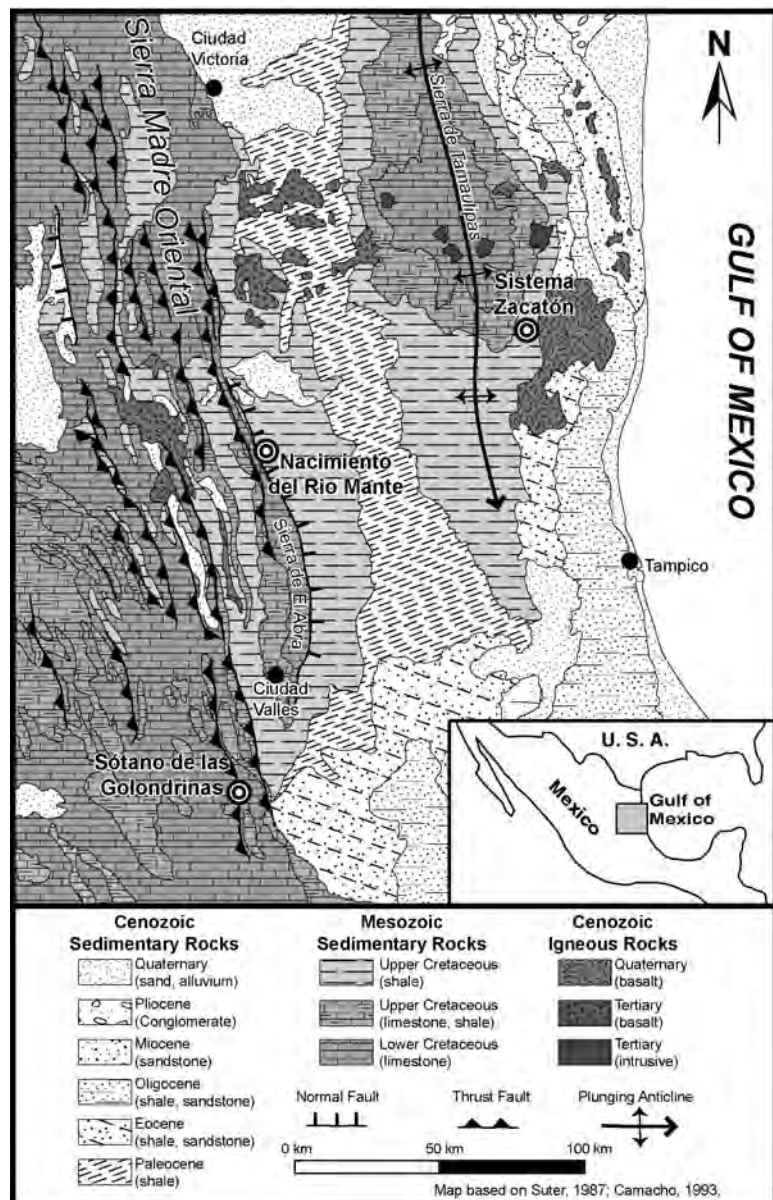 Sierra Madre Oriental
Ciudad
Victoria
Sierra de Tamaulipas
N
GULF OF MEXICO
Sistema
Zacatón
Nacimiento
del Rio Mante
Sierra de El Abra
Tampico
Ciudad
Valles
Sótano de las
Golondrinas
U. S. A.
Mexico
Gulf of
Mexico
Cenozoic
Sedimentary Rocks
Quaternary
(sand, alluvium)
Pliocene
(Conglomerate)
Miocene
(sandstone)
Oligocene
(shale, sandstone)
Eocene
(shale, sandstone)
Paleocene
(shale)
Mesozoic
Sedimentary Rocks
Upper Cretaceous
(shale)
Upper Cretaceous
(limestone, shale)
Lower Cretaceous
(limestone)
Cenozoic
Igneous Rocks
Quaternary
(basalt)
Tertiary
(basalt)
Tertiary
(intrusive)
Normal Fault
Thrust Fault
Plunging Anticline
0 km
50 km
100 km
Map based on Suter, 1987; Camacho, 1993,